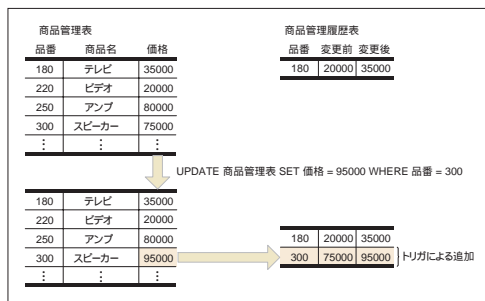 商品管理表
品番 商品名 価格
180 テレビ 35000
220 ビデオ 20000
250 アンプ 80000
300 スピーカー 75000
⋮ ⋮ ⋮
商品管理履歴表
品番 変更前 変更後
180 20000 35000
UPDATE 商品管理表 SET 価格 = 95000 WHERE 品番 = 300
180 テレビ 35000
220 ビデオ 20000
250 アンプ 80000
300 スピーカー 95000
⋮ ⋮ ⋮
180 20000 35000
300 75000 95000
トリガによる追加